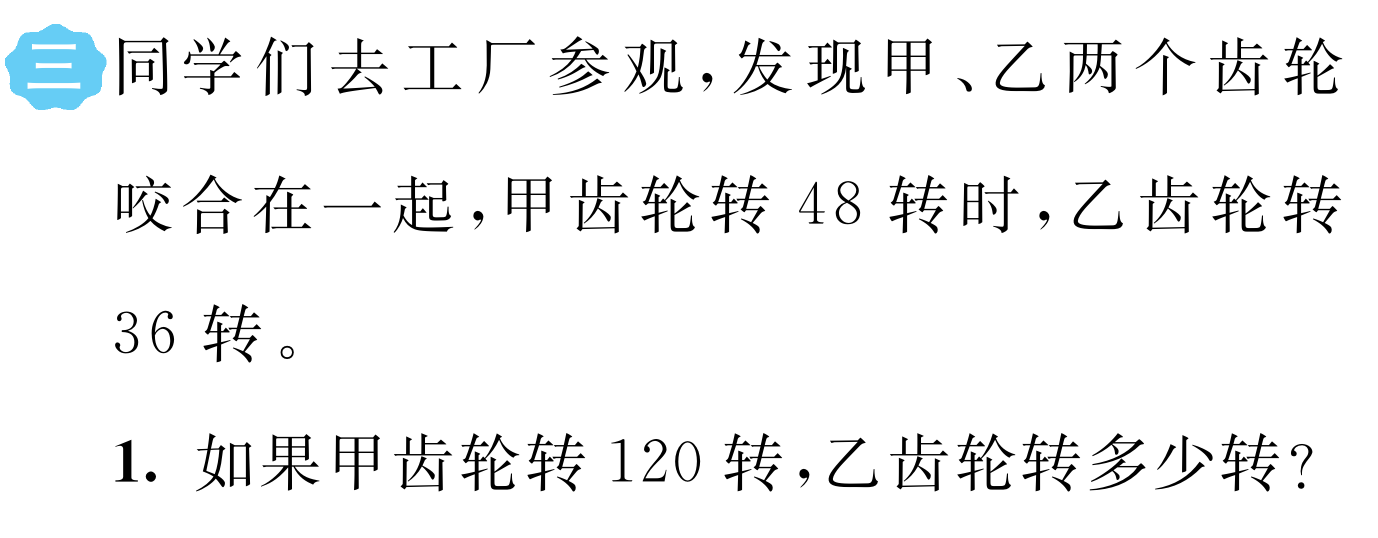 三 同学们去工厂参观,发现甲、乙两个齿轮
咬合在一起,甲齿轮转 48 转时,乙齿轮转
36 转。
1. 如果甲齿轮转 120 转,乙齿轮转多少转?